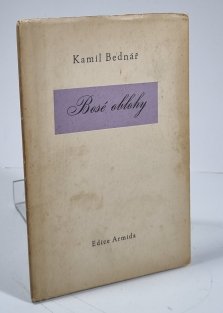 Kamil Bednář
Bosé oblohy
Edice Armida